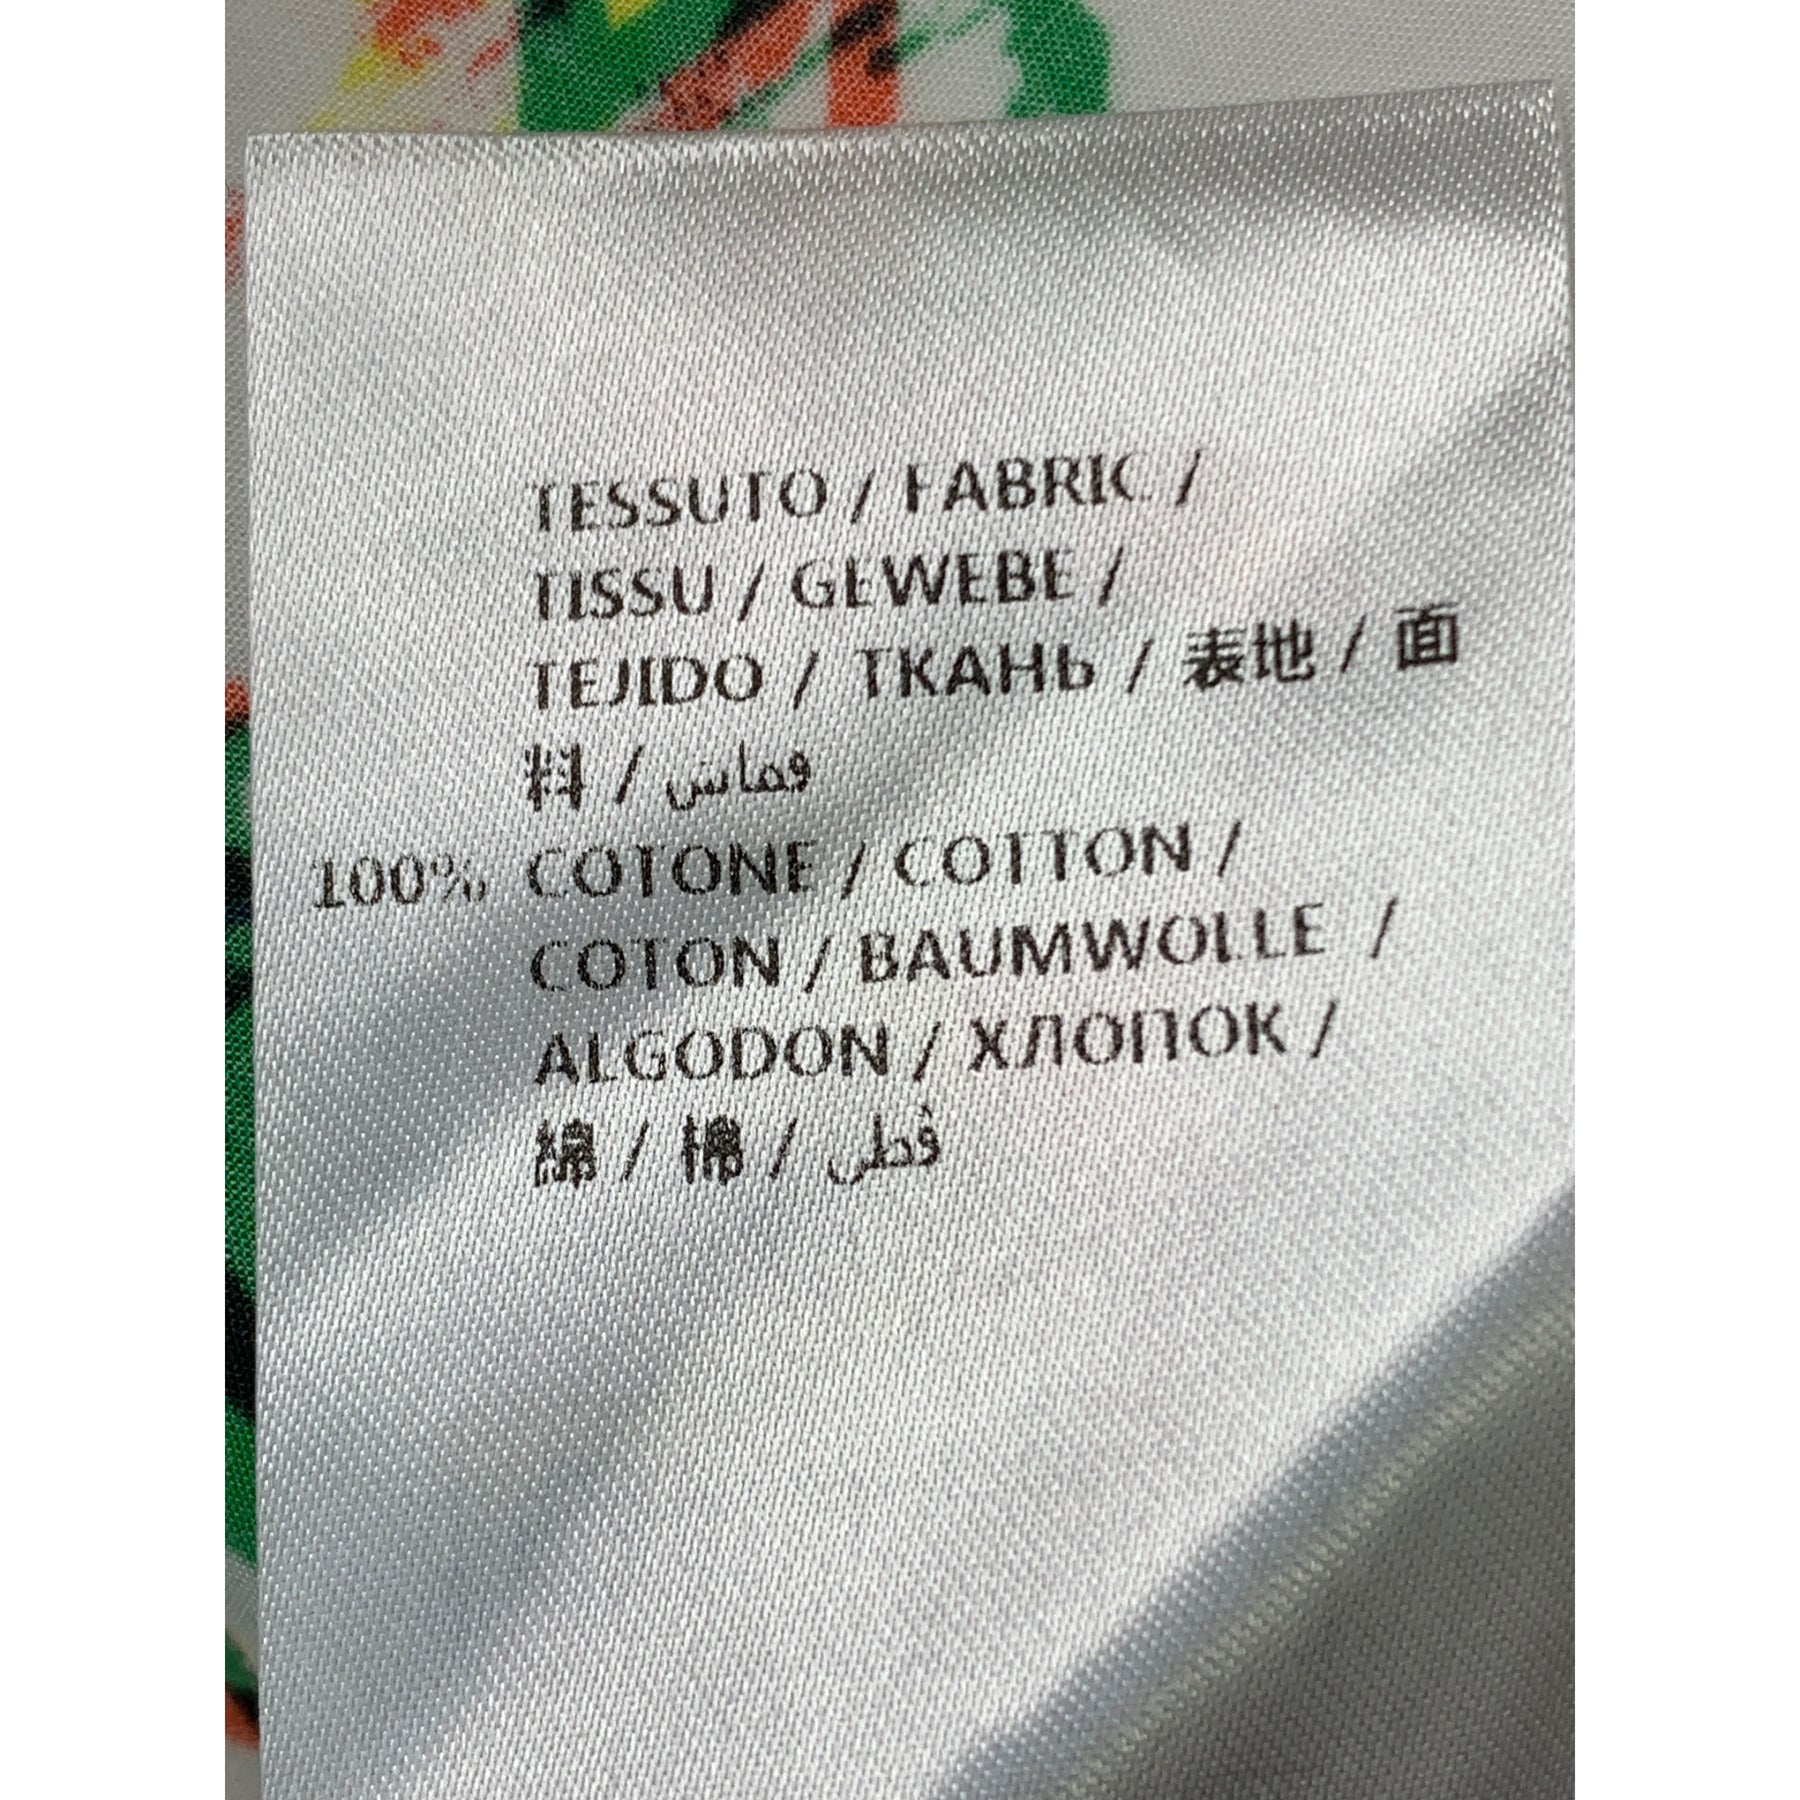 TESSUTO / FABRIC /
TISSU / GEWEBE /
TEJIDO / ТКАНЬ / 表地 / 面
料 / قماش
100% COTONE / COTTON /
COTON / BAUMWOLLE /
ALGODON / ХЛОПОК /
綿 / 棉 / قطن